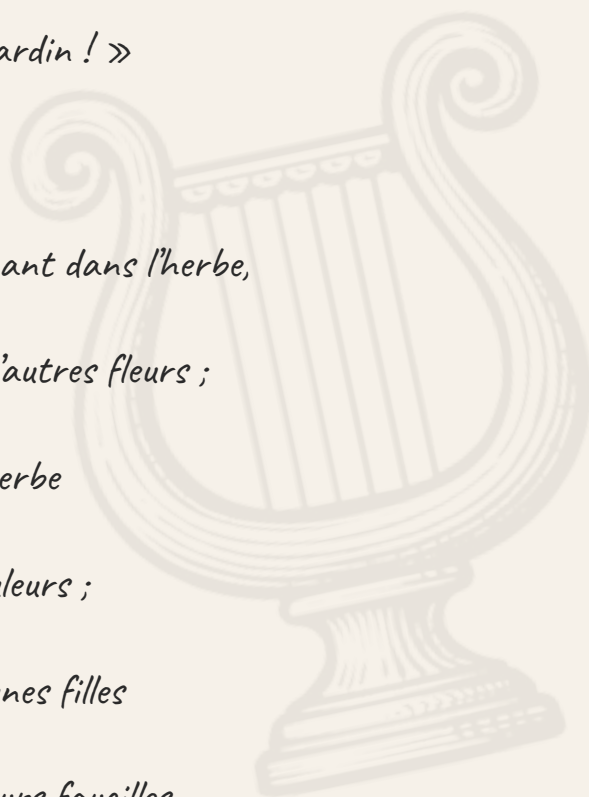 ardin ! »
ant dans l'herbe,
'autres fleurs ;
erbe
leurs ;
nes filles